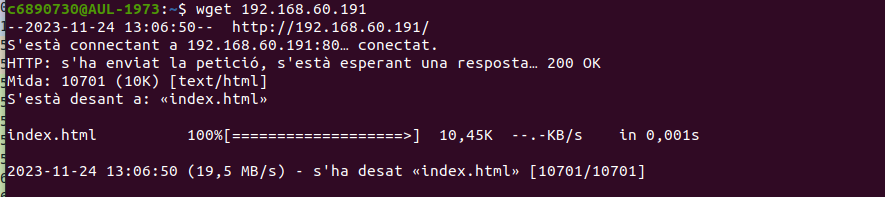 c6890730@AUL-1973:~$ wget 192.168.60.191
--2023-11-24 13:06:50--  http://192.168.60.191/
S'està connectant a 192.168.60.191:80… conectat.
HTTP: s'ha enviat la petició, s'està esperant una resposta… 200 OK
Mida: 10701 (10K) [text/html]
S'està desant a: «index.html»
index.html          100%[===================>]  10,45K  --.-KB/s    in 0,001s
2023-11-24 13:06:50 (19,5 MB/s) - s'ha desat «index.html» [10701/10701]